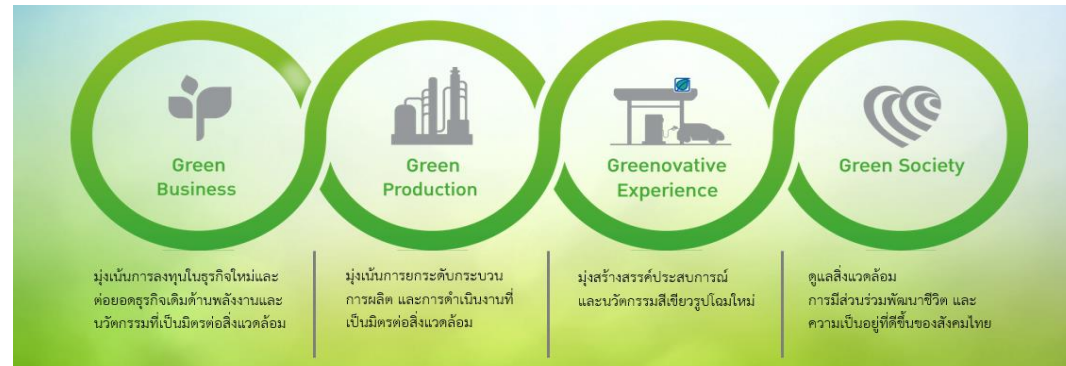 Green
Business
Green
Production
Greenovative
Experience
Green Society
มุ่งเน้นการลงทุนในธุรกิจใหม่และ
ต่อยอดธุรกิจเดิมด้านพลังงานและ
นวัตกรรมที่เป็นมิตรต่อสิ่งแวดล้อม
มุ่งเน้นการยกระดับกระบวน
การผลิต และการดำเนินงานที่
เป็นมิตรต่อสิ่งแวดล้อม
มุ่งสร้างสรรค์ประสบการณ์
และนวัตกรรมสีเขียวรูปโฉมใหม่
ดูแลสิ่งแวดล้อม
การมีส่วนร่วมพัฒนาชีวิต และ
ความเป็นอยู่ที่ดีขึ้นของสังคมไทย